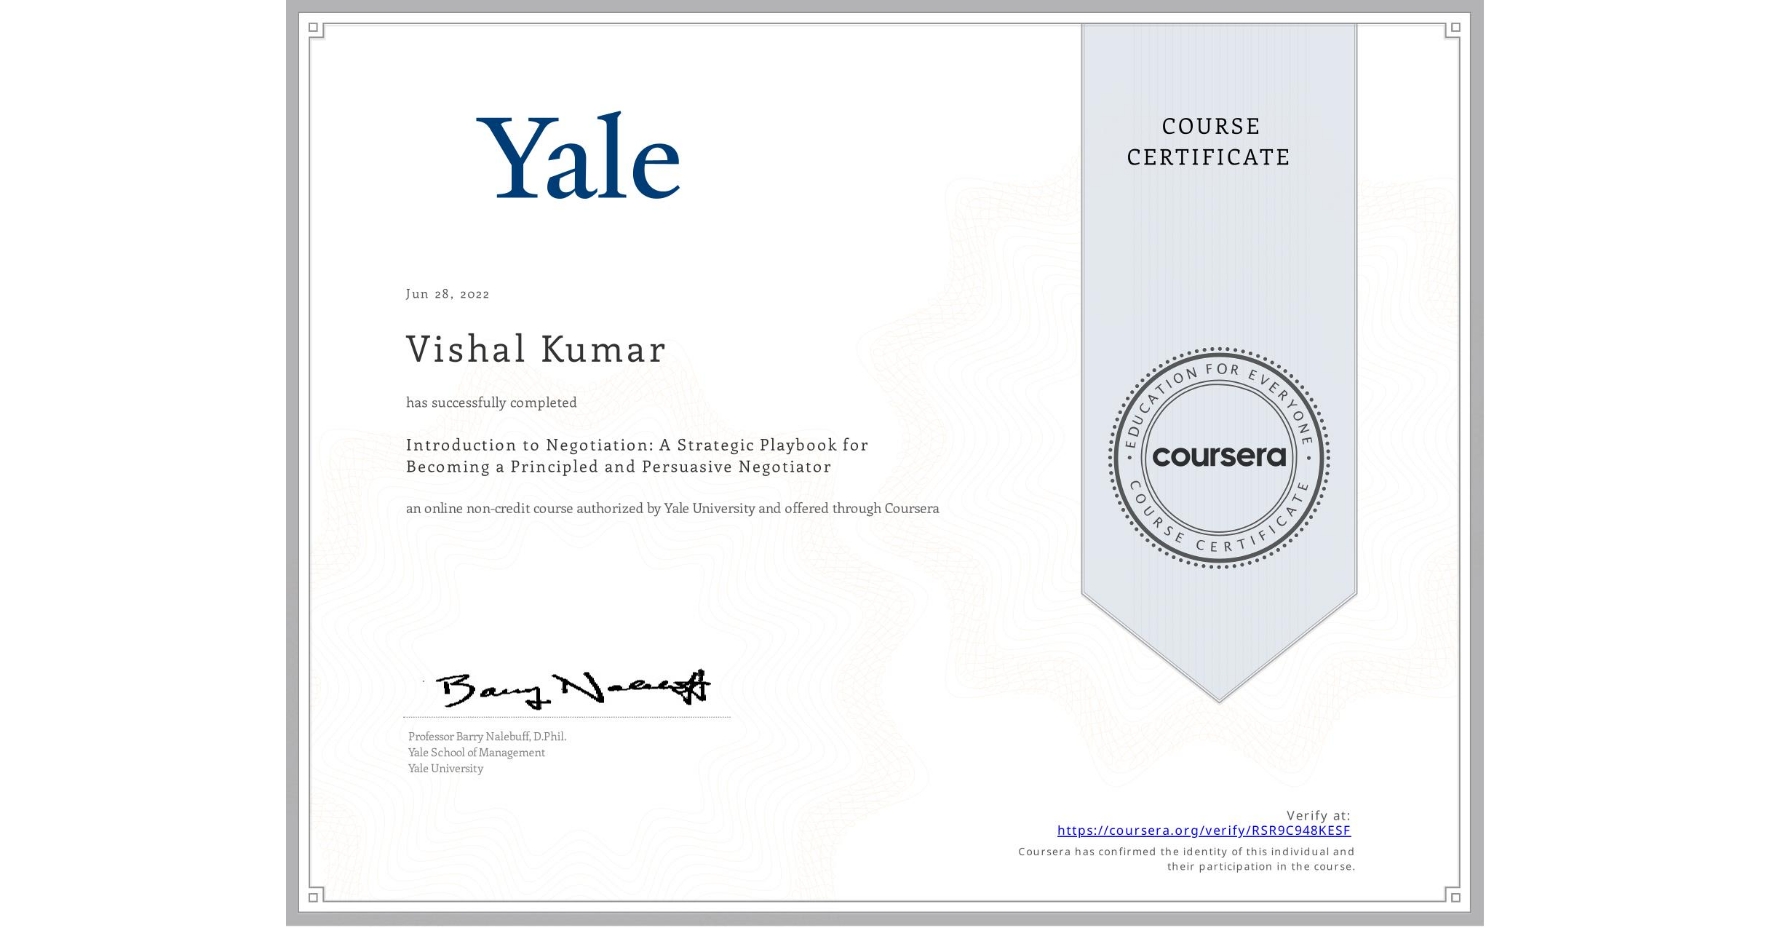 Yale
COURSE
CERTIFICATE
Jun 28, 2022
Vishal Kumar
has successfully completed
Introduction to Negotiation: A Strategic Playbook for
Becoming a Principled and Persuasive Negotiator
an online non-credit course authorized by Yale University and offered through Coursera
EDUCATION FOR EVERYONE
coursera
COURSE CERTIFICATE
Barry Nalebuff
Professor Barry Nalebuff, D.Phil.
Yale School of Management
Yale University
Verify at:
https://coursera.org/verify/RSR9C948KESF
Coursera has confirmed the identity of this individual and
their participation in the course.